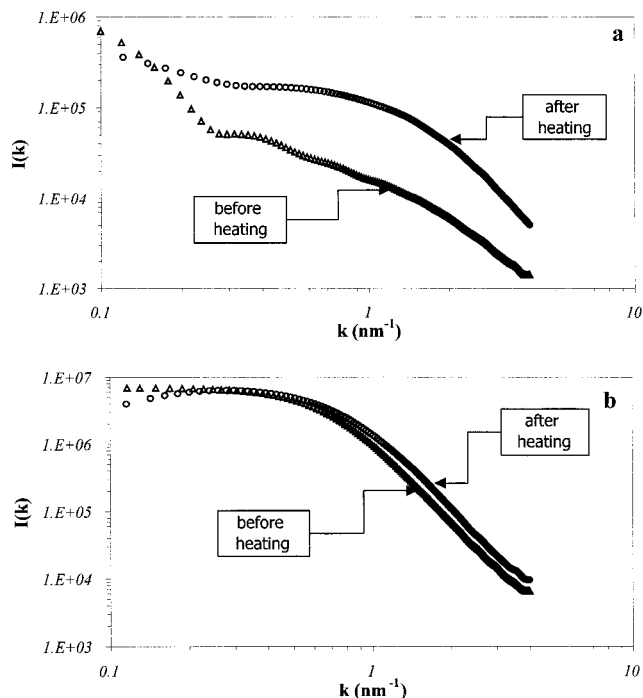 1.E+06
a
1.E+05
after
heating
I(k)
1.E+04
before
heating
1.E+03
0.1
1
10
k (nm⁻¹)
1.E+07
b
1.E+06
after
heating
I(k)
1.E+05
before
heating
1.E+04
1.E+03
0.1
1
10
k (nm⁻¹)